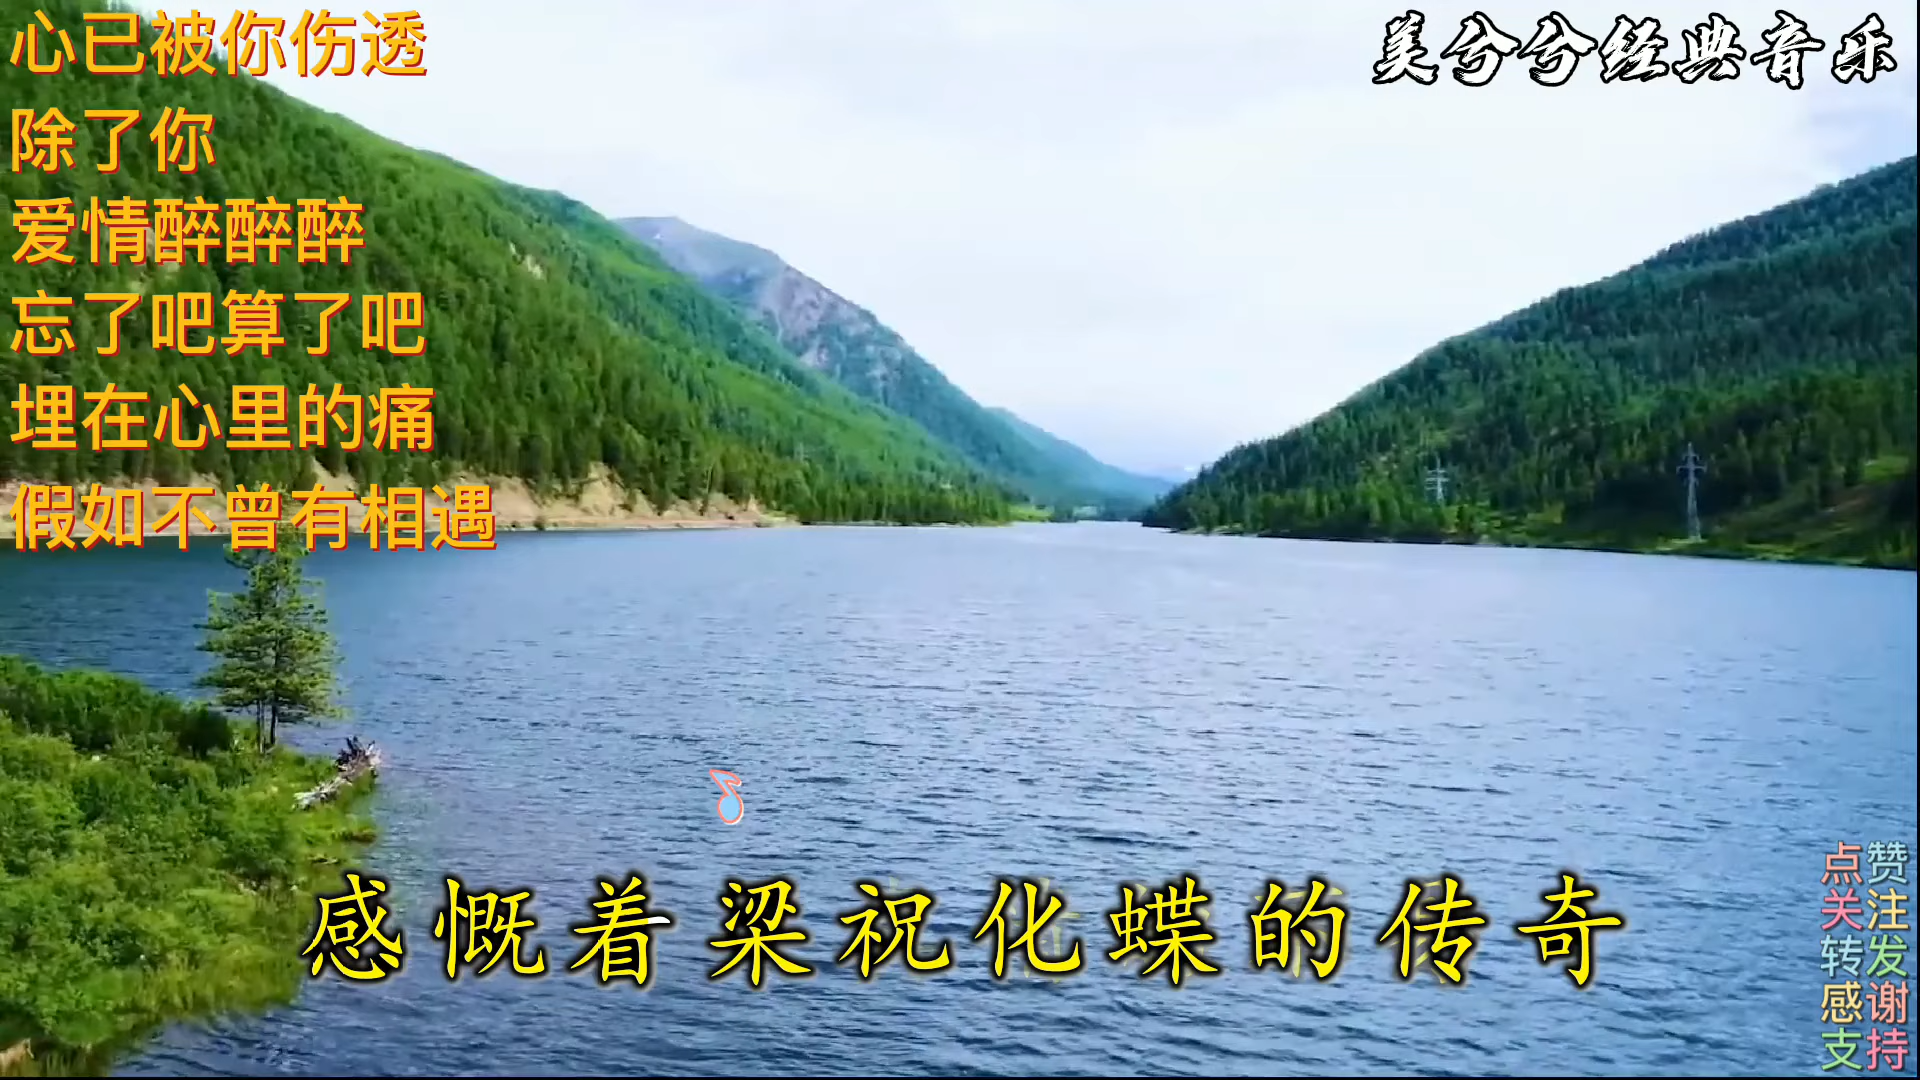 心已被你伤透
除了你
爱情醉醉醉
忘了吧算了吧
埋在心里的痛
假如不曾有相遇
美兮兮经典音乐
感慨着梁祝化蝶的传奇
点赞
关注
转发
感谢
支持